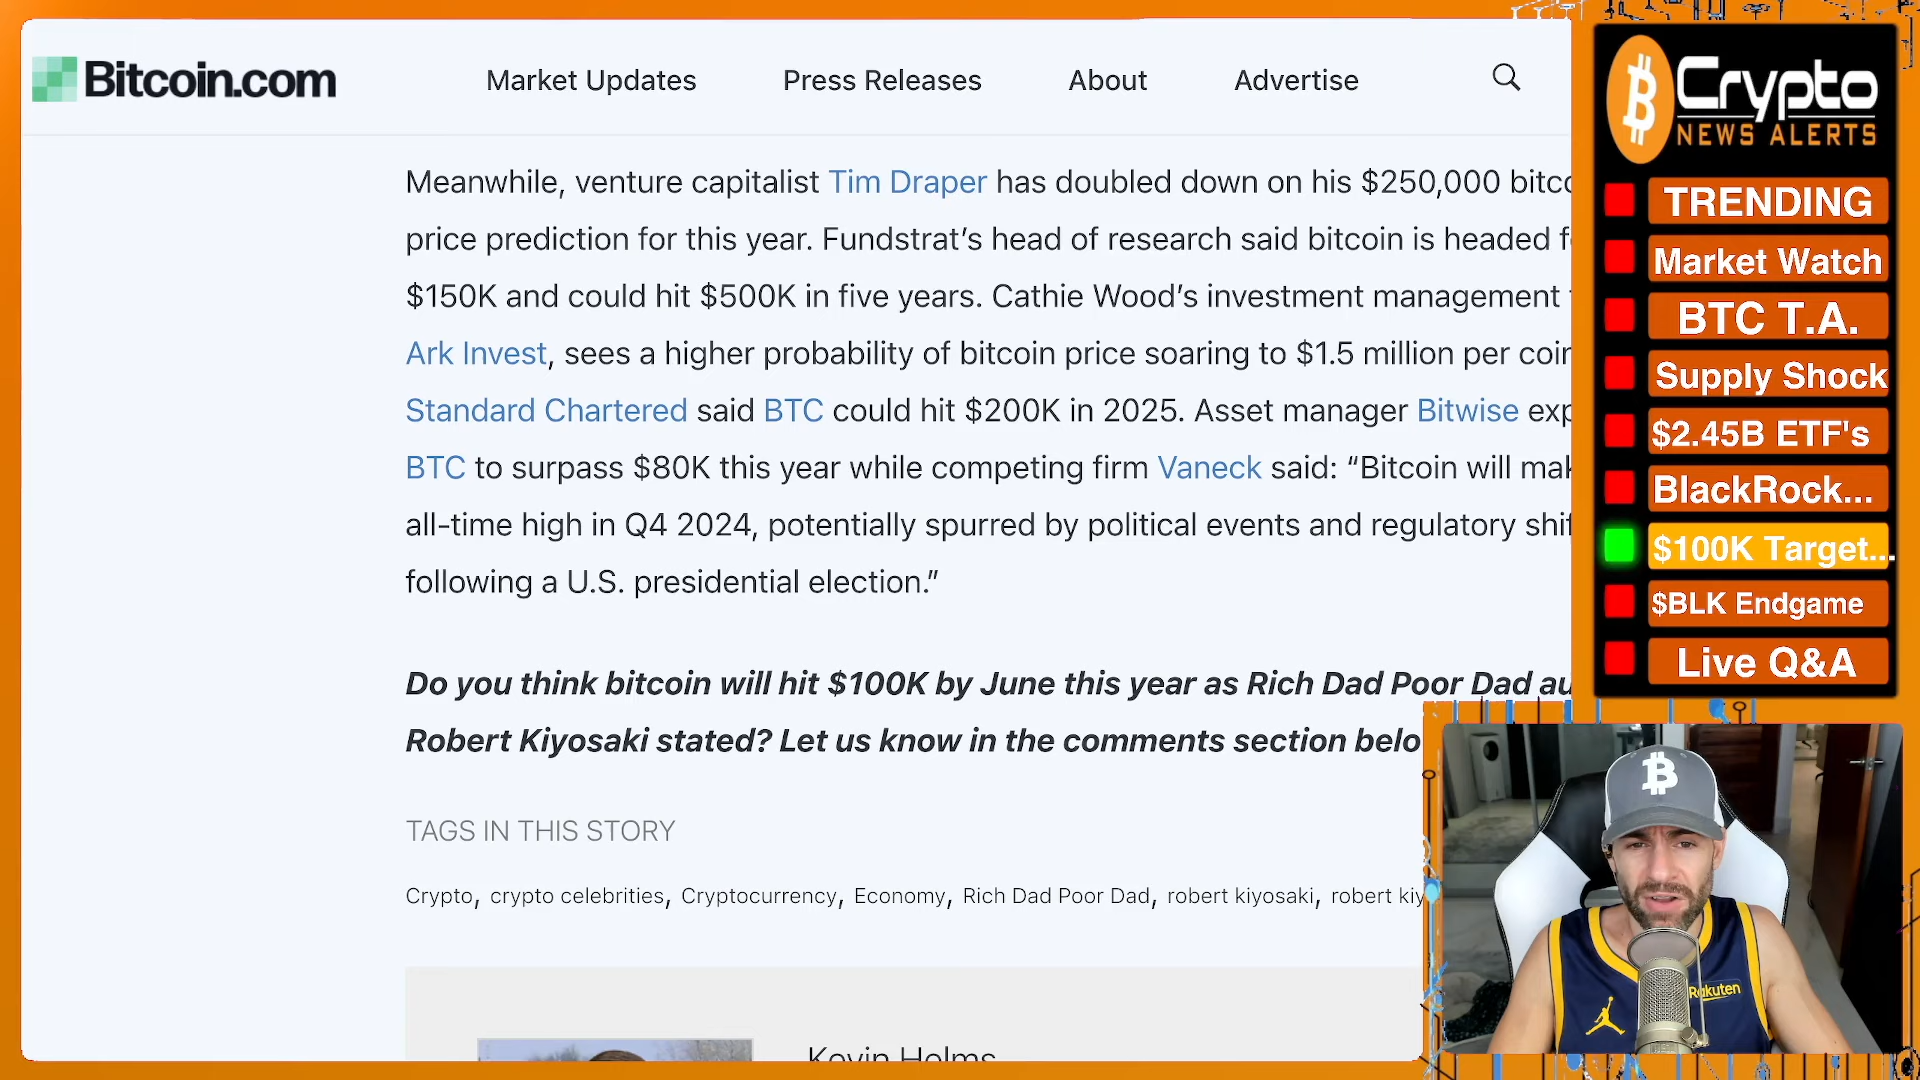 Bitcoin.com
Market Updates
Press Releases
About
Advertise
Meanwhile, venture capitalist Tim Draper has doubled down on his $250,000
price prediction for this year. Fundstrat's head of research said bitcoin is headed
$150K and could hit $500K in five years. Cathie Wood's investment management
Ark Invest, sees a higher probability of bitcoin price soaring to $1.5 million per
Standard Chartered said BTC could hit $200K in 2025. Asset manager Bitwise
BTC to surpass $80K this year while competing firm Vaneck said: “Bitcoin will
all-time high in Q4 2024, potentially spurred by political events and regulatory
following a U.S. presidential election.”
Do you think bitcoin will hit $100K by June this year as Rich Dad Poor Dad
Robert Kiyosaki stated? Let us know in the comments section
TAGS IN THIS STORY
Crypto, crypto celebrities, Cryptocurrency, Economy, Rich Dad Poor Dad, robert kiyosaki, robert
Kevin Helms
Crypto
NEWS ALERTS
TRENDING
Market Watch
BTC T.A.
Supply Shock
$2.45B ETF's
BlackRock...
$100K Target...
$BLK Endgame
Live Q&A
Rakuten